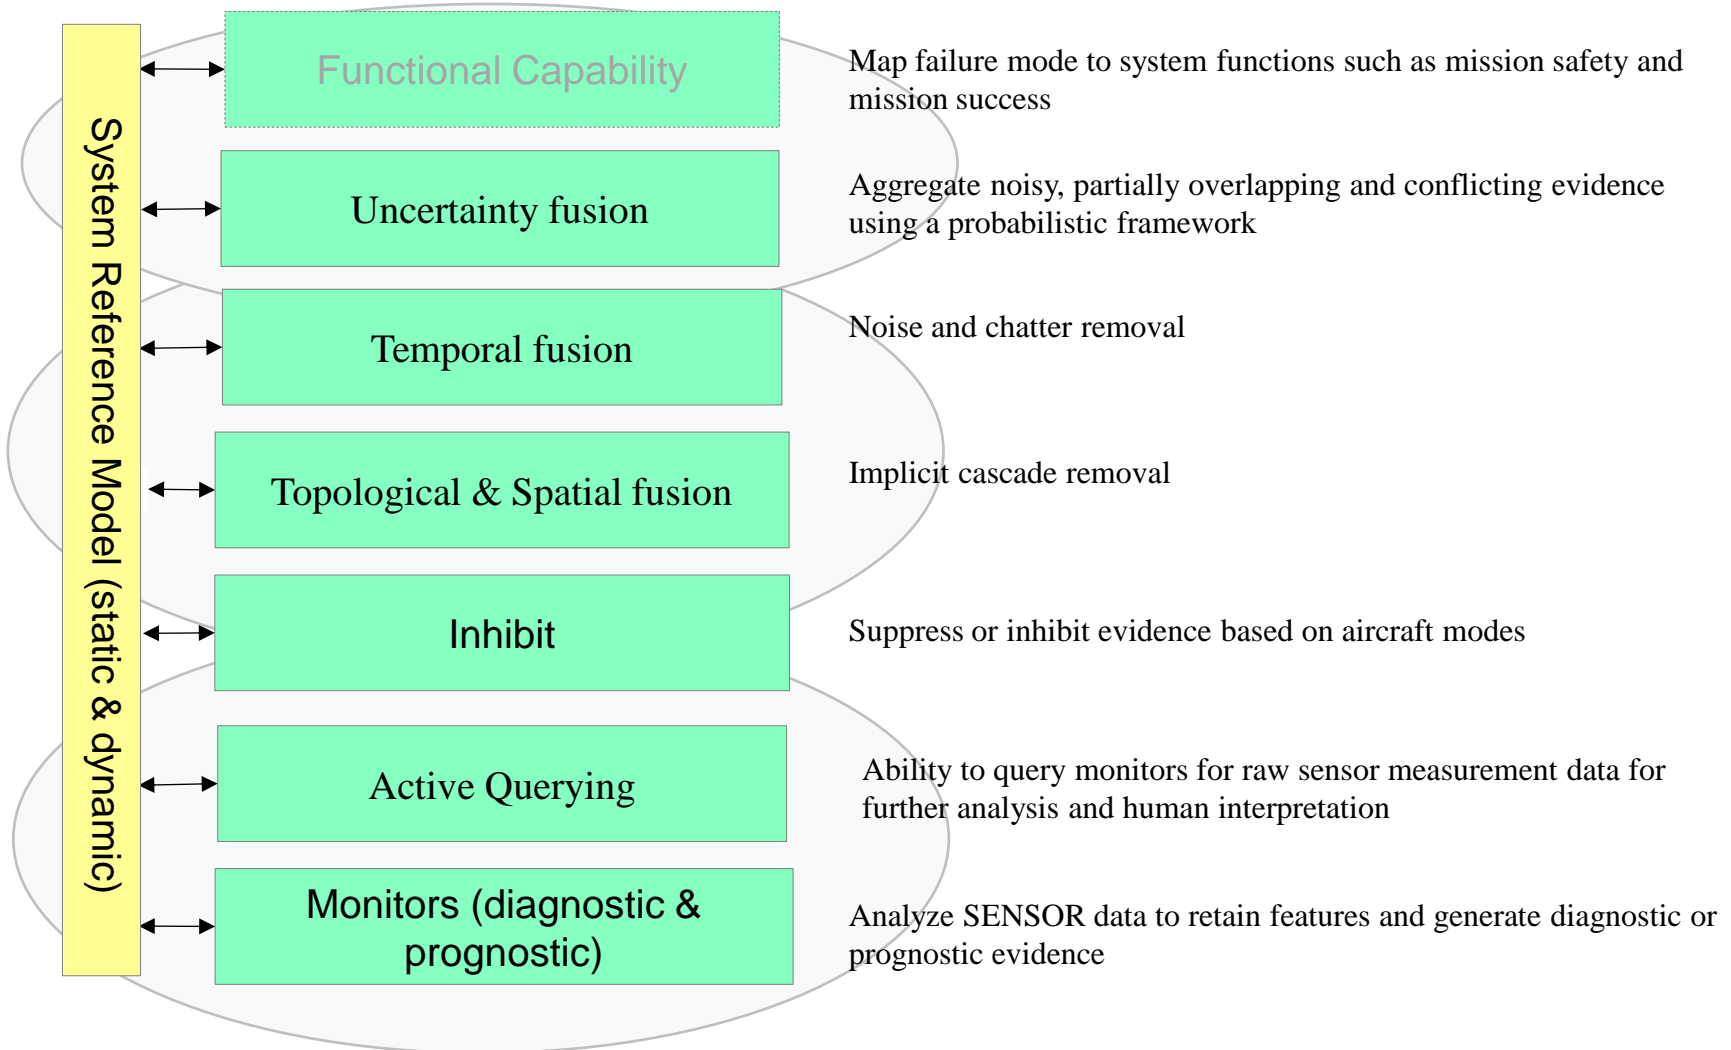 System Reference Model (static & dynamic)
Functional Capability
Map failure mode to system functions such as mission safety and
mission success
Uncertainty fusion
Aggregate noisy, partially overlapping and conflicting evidence
using a probabilistic framework
Temporal fusion
Noise and chatter removal
Topological & Spatial fusion
Implicit cascade removal
Inhibit
Suppress or inhibit evidence based on aircraft modes
Active Querying
Ability to query monitors for raw sensor measurement data for
further analysis and human interpretation
Monitors (diagnostic &
prognostic)
Analyze SENSOR data to retain features and generate diagnostic or
prognostic evidence